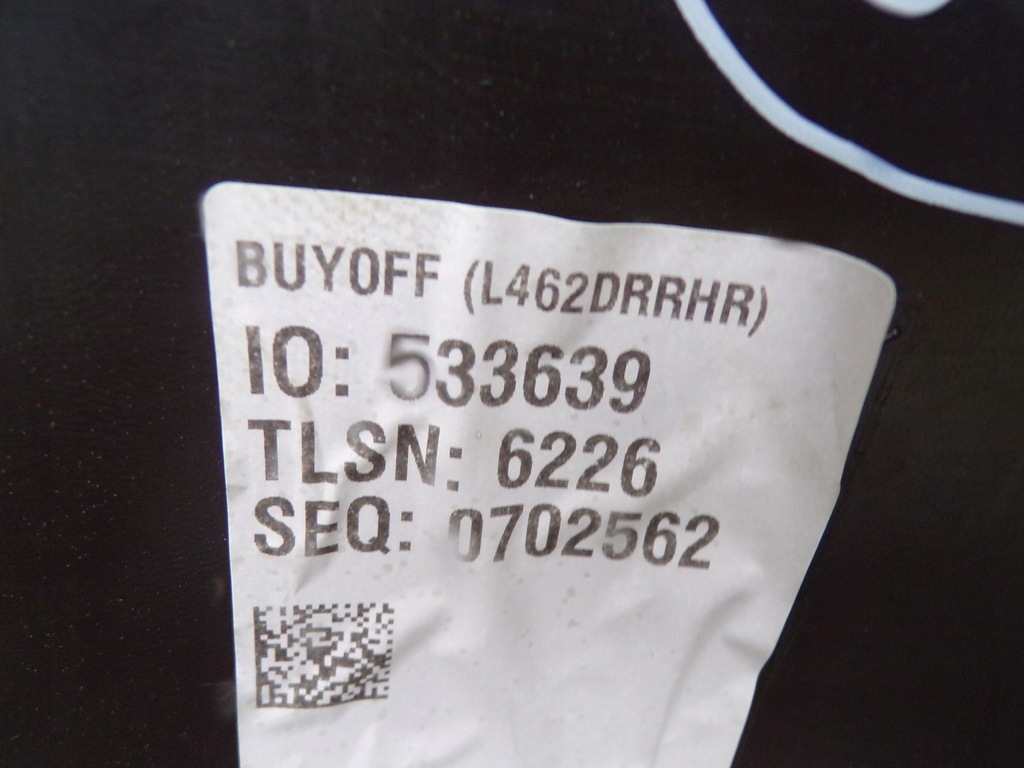 BUYOFF (L462DRRHR)
IO: 533639
TLSN: 6226
SEQ: 0702562